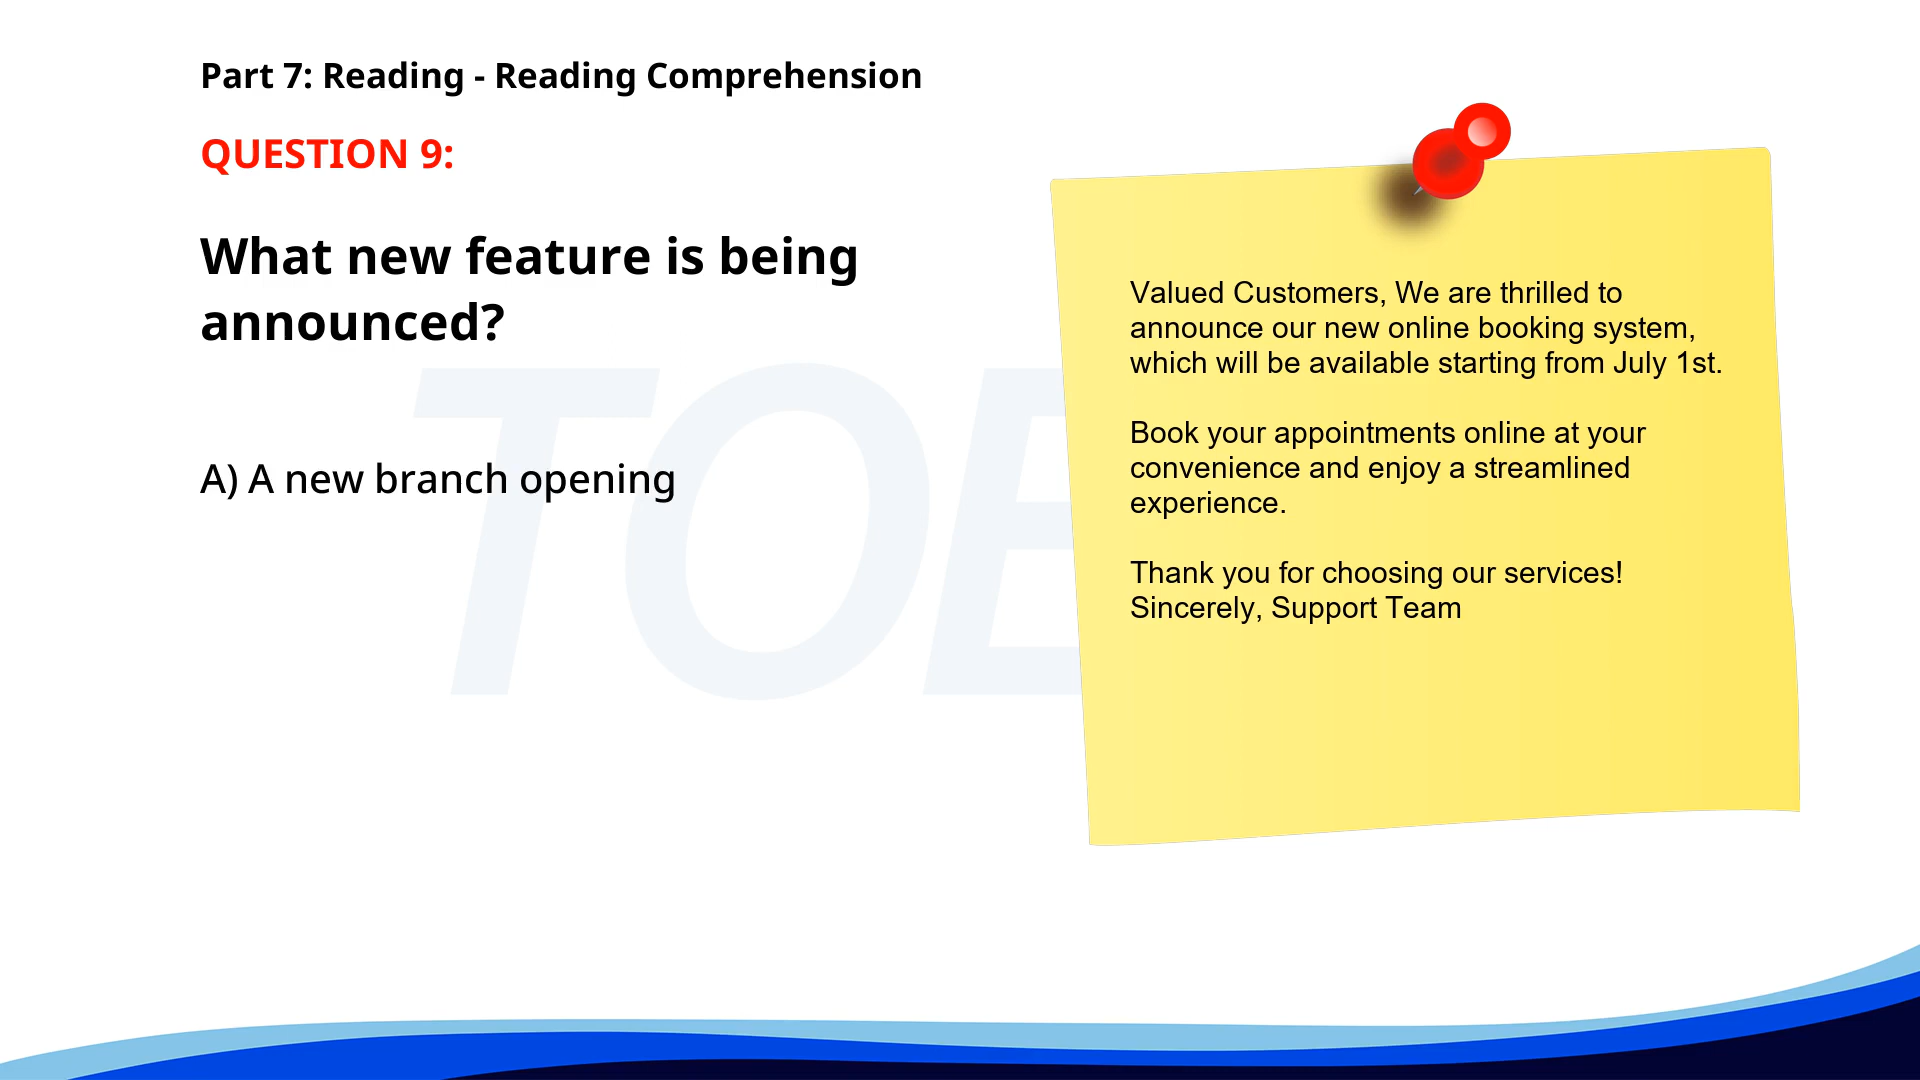 Part 7: Reading - Reading Comprehension
QUESTION 9:
What new feature is being
announced?
A) A new branch opening
Valued Customers, We are thrilled to
announce our new online booking system,
which will be available starting from July 1st.
Book your appointments online at your
convenience and enjoy a streamlined
experience.
Thank you for choosing our services!
Sincerely, Support Team